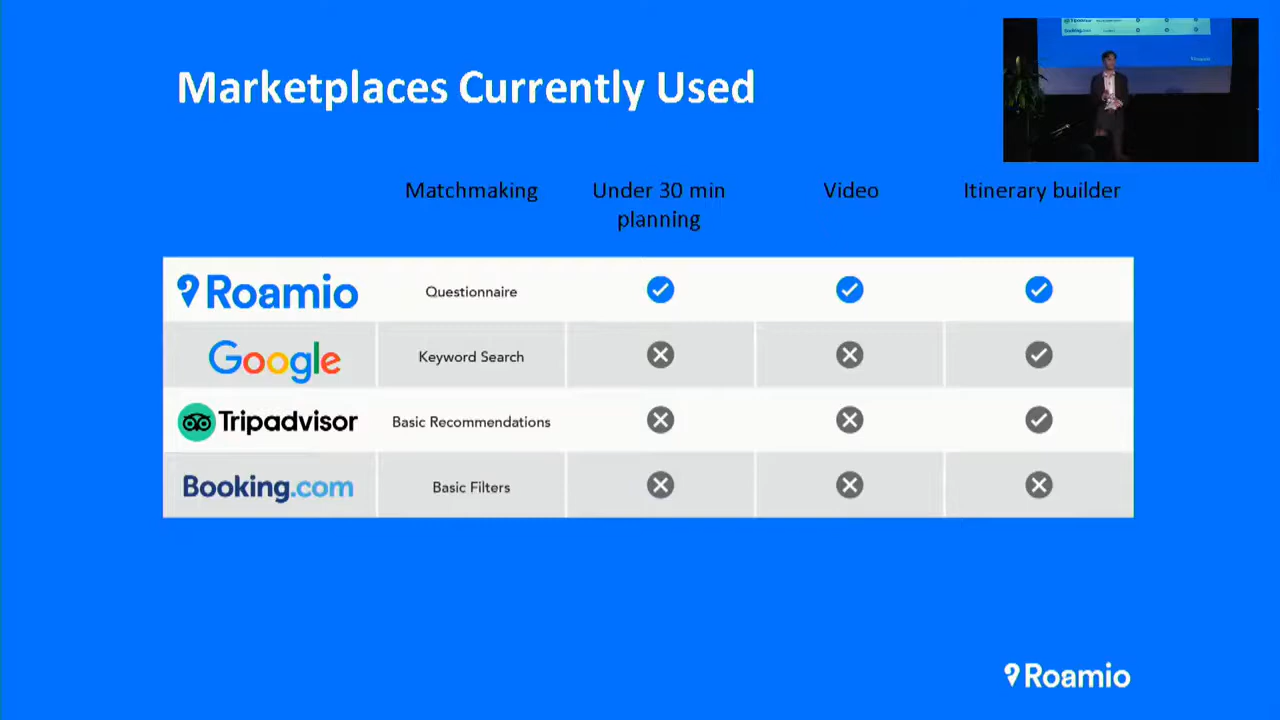 Marketplaces Currently Used
Matchmaking
Under 30 min
planning
Video
Itinerary builder
Roamio
Questionnaire
Google
Keyword Search
Tripadvisor
Basic Recommendations
Booking.com
Basic Filters
Roamio